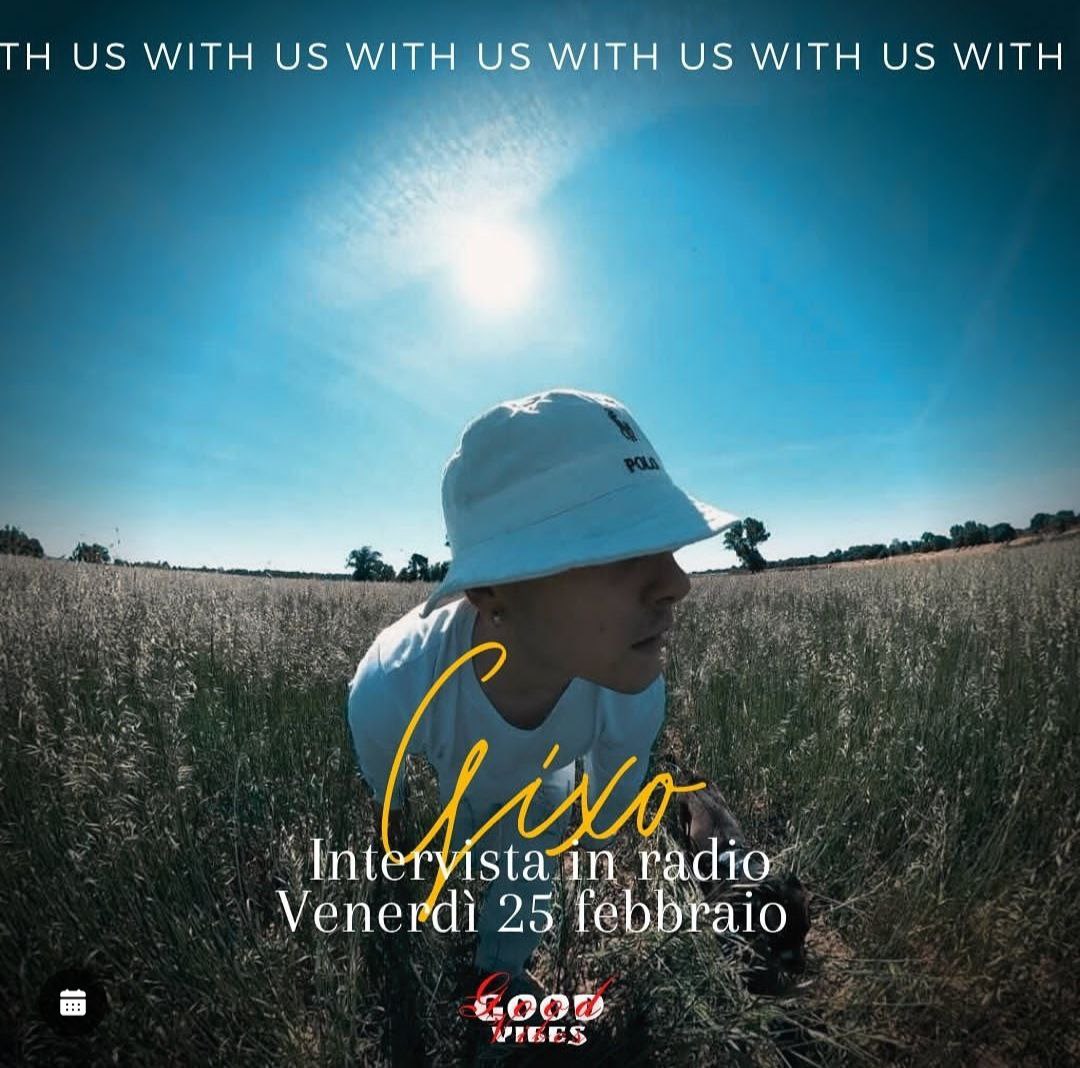 TH US WITH US WITH US WITH US WITH US WITH
POLO
Gixo
Intervista in radio
Venerdì 25 febbraio
Good
GOOD
VIBES